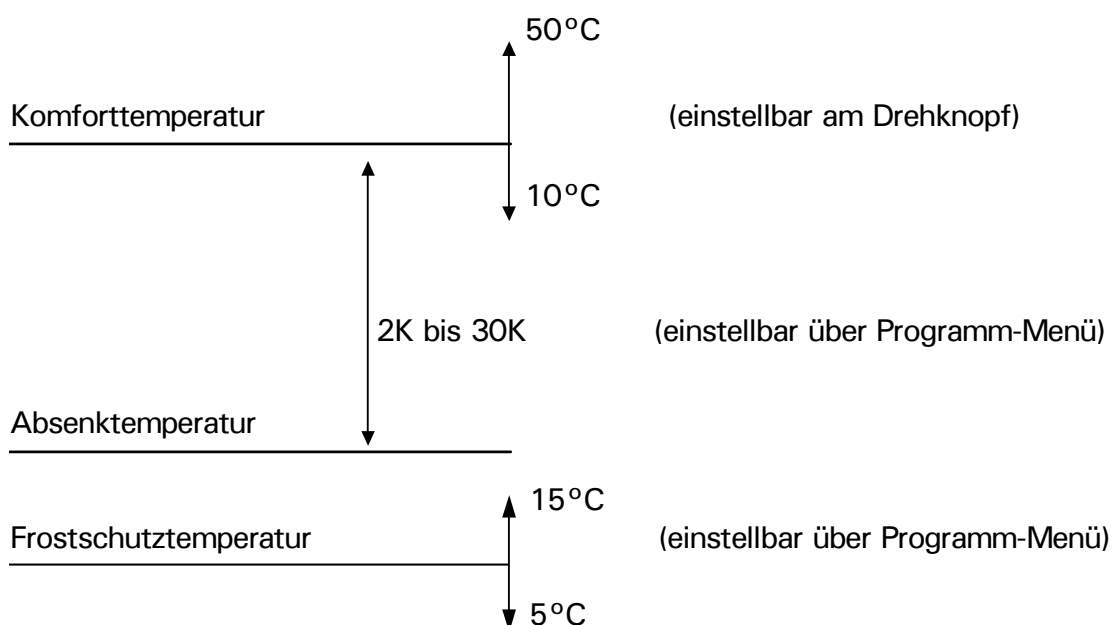 50°C
Komforttemperatur (einstellbar am Drehknopf)
10°C
2K bis 30K (einstellbar über Programm-Menü)
Absenktemperatur
15°C
Frostschutztemperatur (einstellbar über Programm-Menü)
5°C